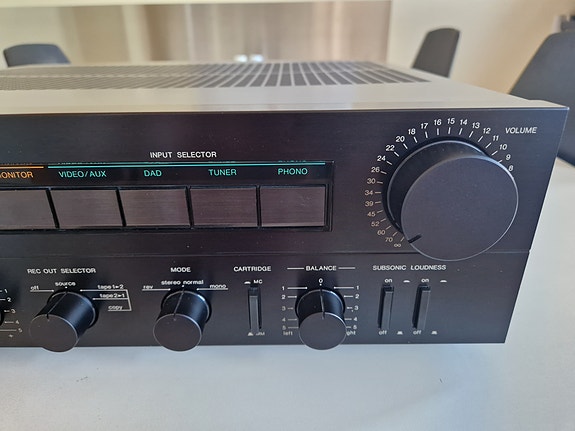 INPUT SELECTOR
MONITOR
VIDEO/AUX
DAD
TUNER
PHONO
VOLUME
∞ 70 60 52 45 39 34 30 26 24 22 20 18 17 16 15 14 13 12 11 10 9 8
REC OUT SELECTOR
off source tape1▸2
tape2▸1
copy
MODE
rev stereo normal mono
CARTRIDGE
MC
MM
BALANCE
0
1 1
2 2
3 3
4 4
5 5
left right
SUBSONIC LOUDNESS
on on
off off